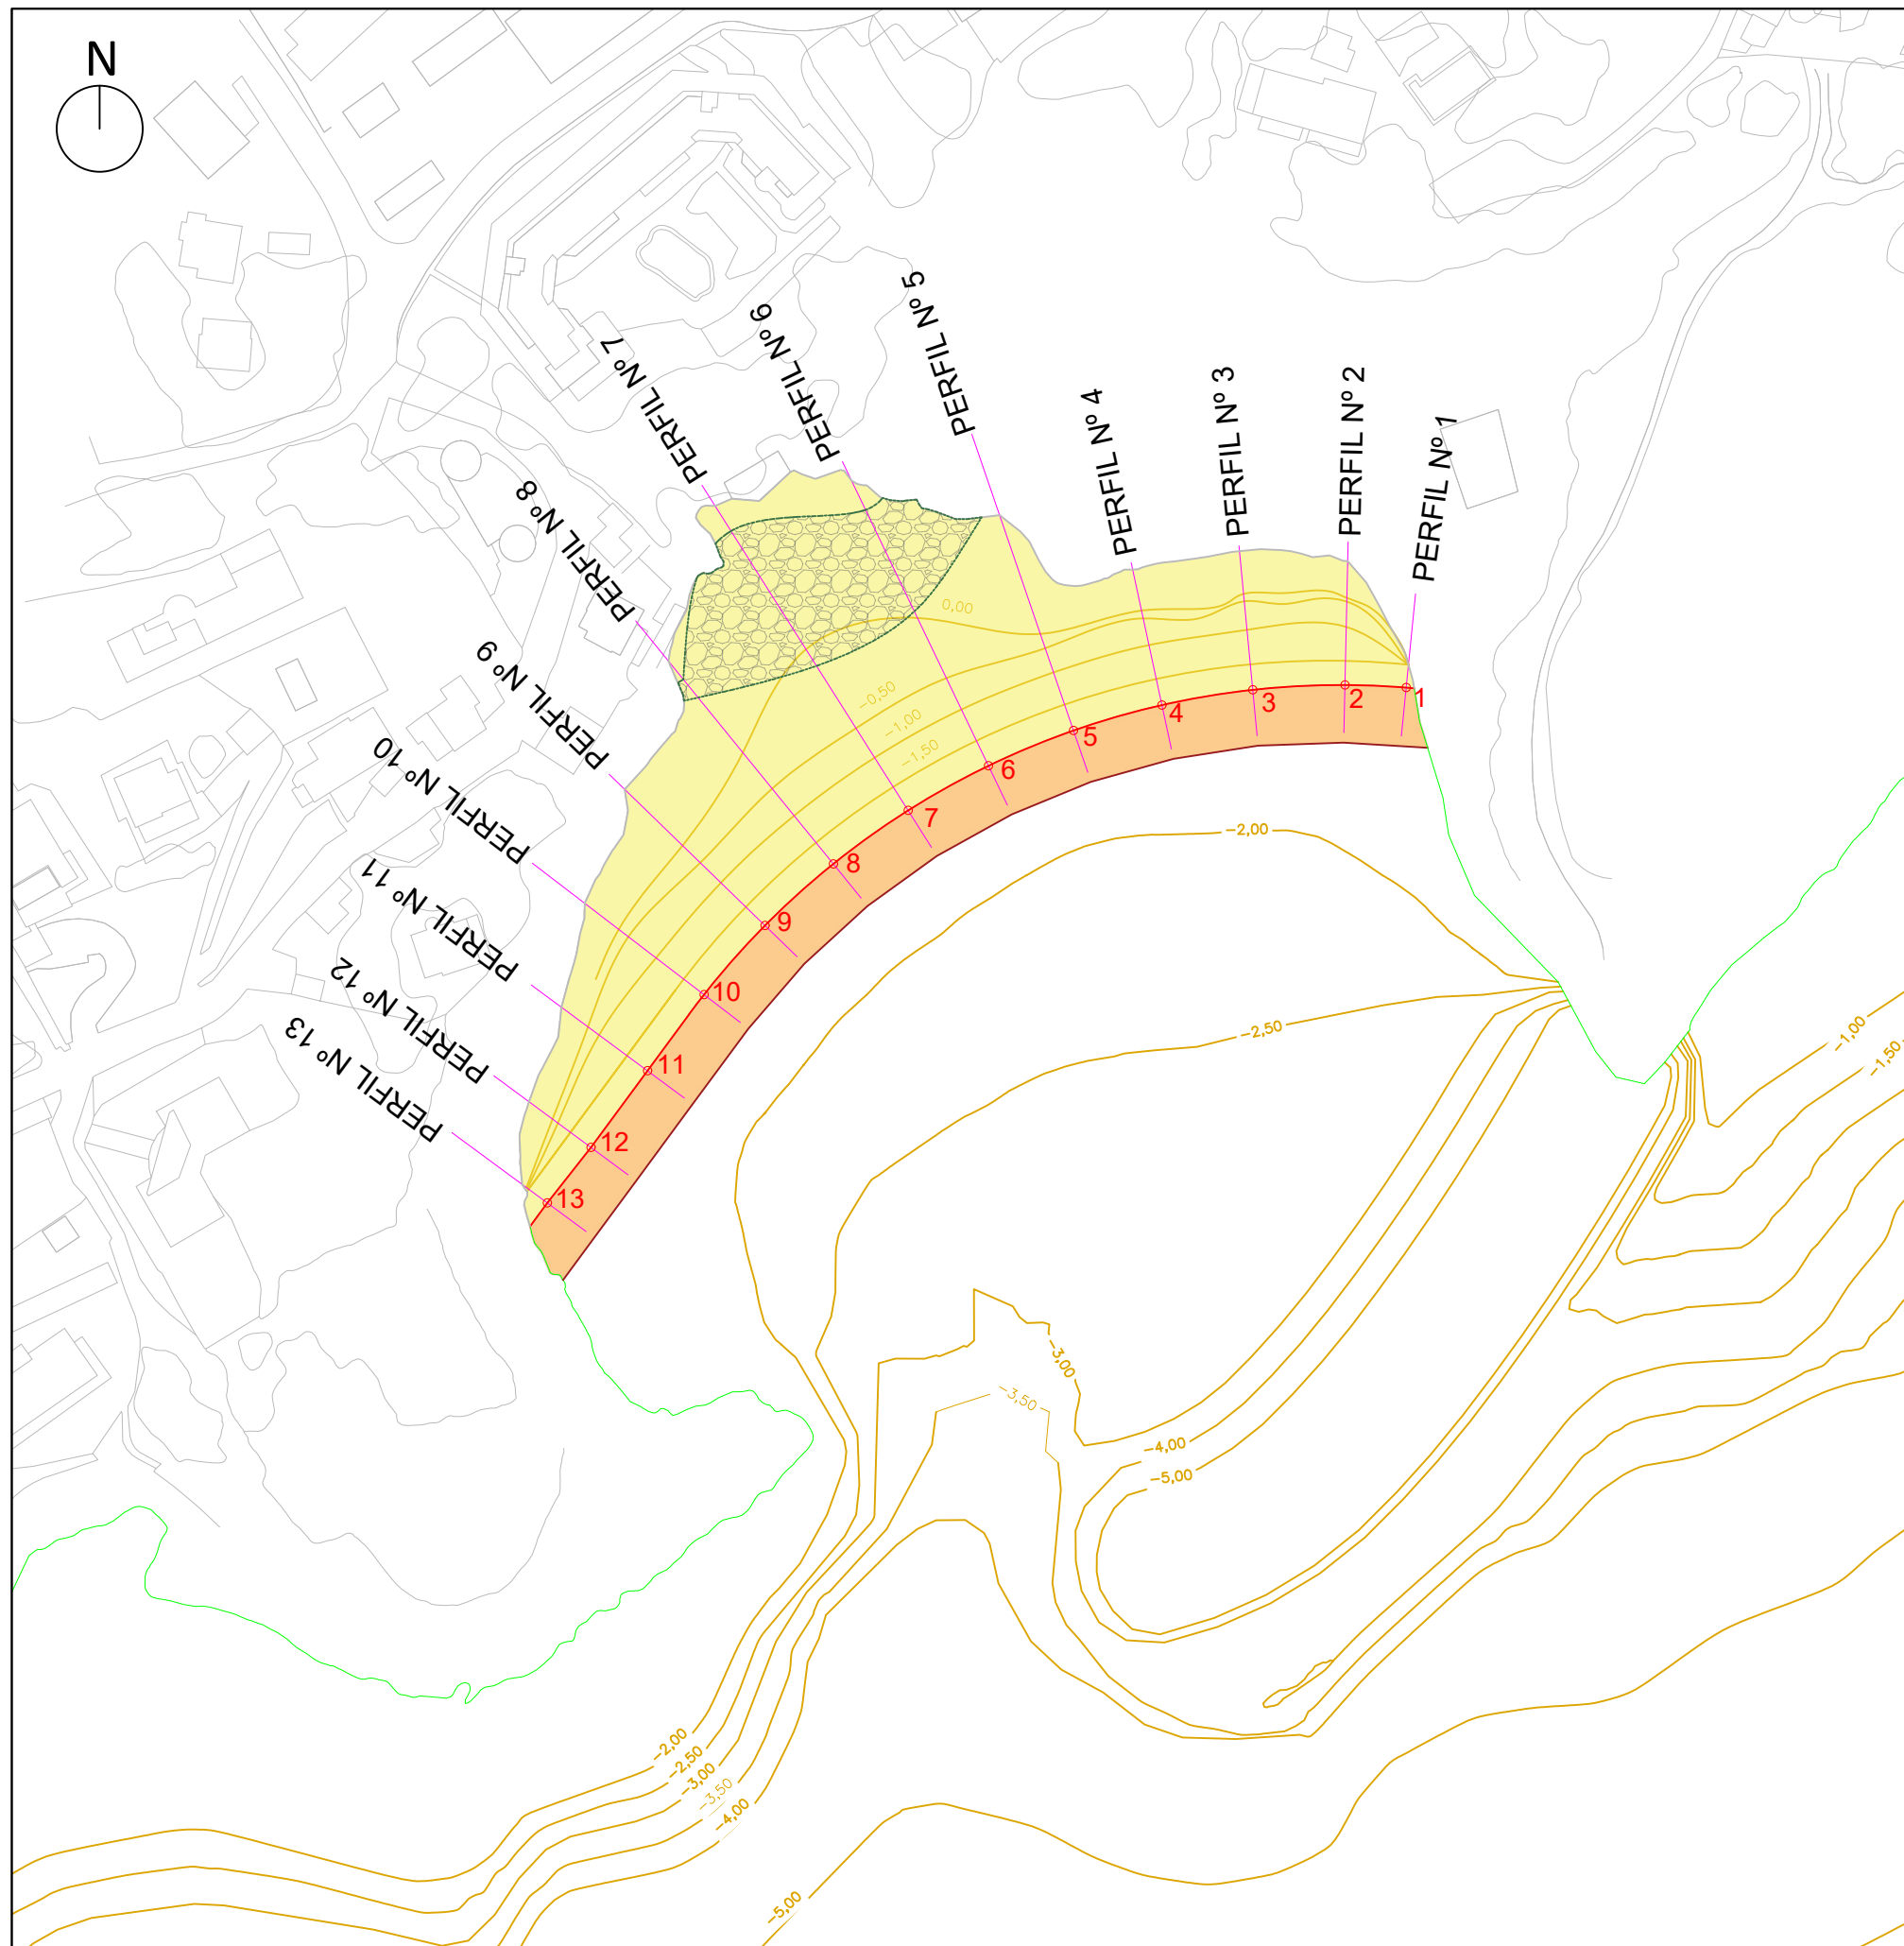 N
PERFIL Nº 5
PERFIL Nº 6
PERFIL Nº 7
PERFIL Nº 4
PERFIL Nº 3
PERFIL Nº 2
PERFIL Nº 1
PERFIL Nº 8
PERFIL Nº 9
PERFIL Nº 10
PERFIL Nº 11
PERFIL Nº 12
PERFIL Nº 13
0,00
-0,50
-1,00
-1,50
1
2
3
4
5
6
7
8
9
10
11
12
13
-2,00
-2,50
-1,00
-1,50
-3,00
-3,50
-4,00
-5,00
-2,00
-2,50
-3,00
-3,50
-4,00
-5,00